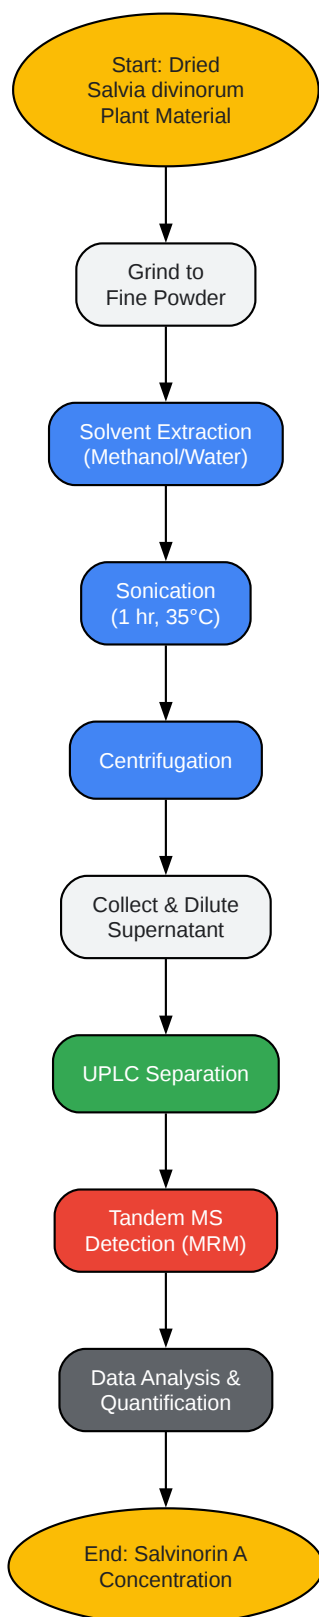 Start: Dried
Salvia divinorum
Plant Material
Grind to
Fine Powder
Solvent Extraction
(Methanol/Water)
Sonication
(1 hr, 35°C)
Centrifugation
Collect & Dilute
Supernatant
UPLC Separation
Tandem MS
Detection (MRM)
Data Analysis &
Quantification
End: Salvinorin A
Concentration